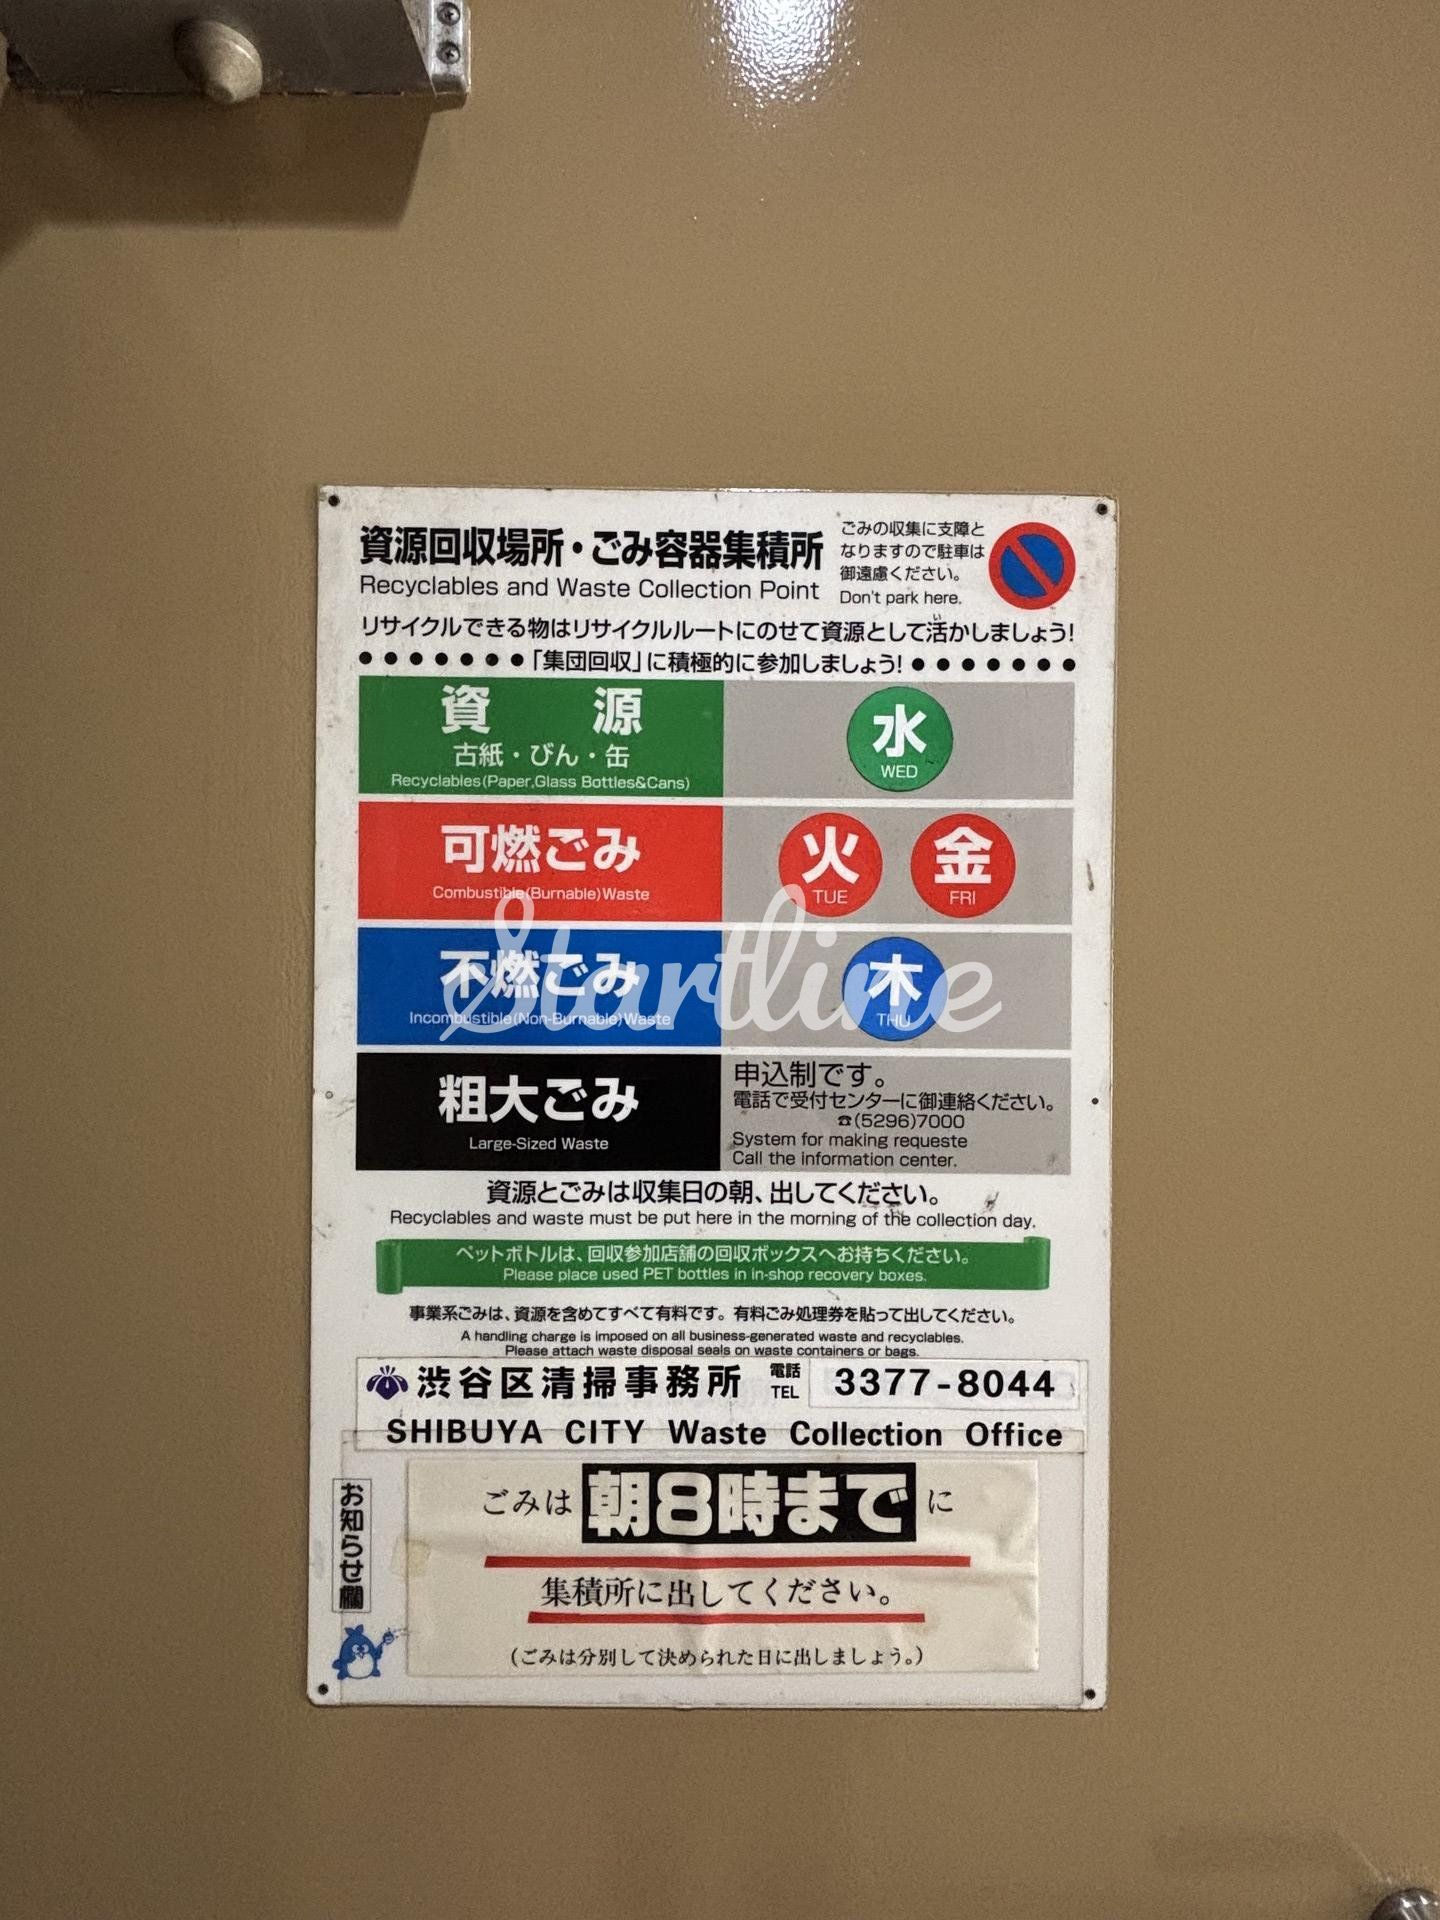 資源回収場所・ごみ容器集積所
Recyclables and Waste Collection Point
ごみの収集に支障と
なりますので駐車は
御遠慮ください。
Don't park here.
リサイクルできる物はリサイクルルートにのせて資源として活かしましょう!
い
「集団回収」に積極的に参加しましょう!
資 源
古紙・びん・缶
Recyclables(Paper,Glass Bottles&Cans)
水
WED
可燃ごみ
Combustible(Burnable)Waste
火
TUE
金
FRI
不燃ごみ
Incombustible(Non-Burnable)Waste
木
THU
Startline
粗大ごみ
Large-Sized Waste
申込制です。
電話で受付センターに御連絡ください。
☎(5296)7000
System for making requeste
Call the information center.
資源とごみは収集日の朝、出してください。
Recyclables and waste must be put here in the morning of the collection day.
ペットボトルは、回収参加店舗の回収ボックスへお持ちください。
Please place used PET bottles in in-shop recovery boxes.
事業系ごみは、資源を含めてすべて有料です。有料ごみ処理券を貼って出してください。
A handling charge is imposed on all business-generated waste and recyclables.
Please attach waste disposal seals on waste containers or bags.
渋谷区清掃事務所 電話 TEL 3377-8044
SHIBUYA CITY Waste Collection Office
お知らせ欄
ごみは朝8時までに
集積所に出してください。
(ごみは分別して決められた日に出しましょう。)